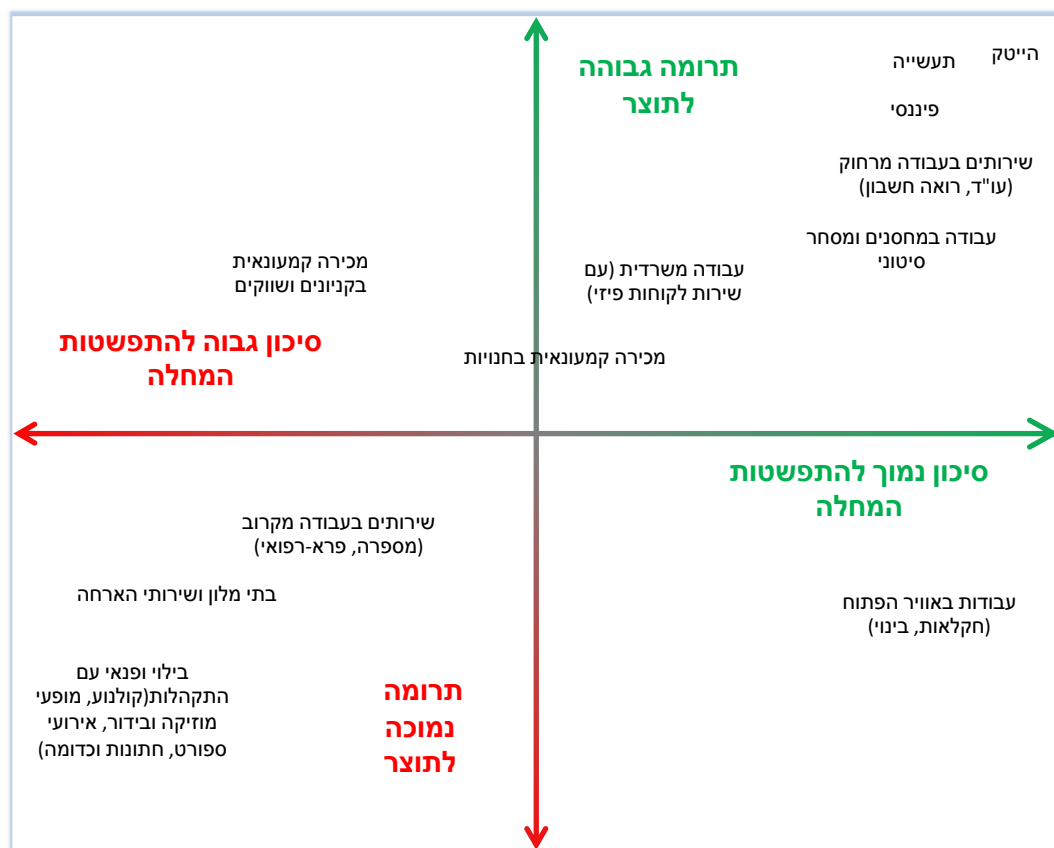 הייטק
תעשייה
תרומה גבוהה
לתוצר
פיננסי
שירותים בעבודה מרחוק
(עו"ד, רואה חשבון)
עבודה במחסנים ומסחר
סיטוני
עבודה משרדית (עם
שירות לקוחות פיזי)
מכירה קמעונאית
בקניונים ושווקים
מכירה קמעונאית בחנויות
סיכון גבוה להתפשטות
המחלה
סיכון נמוך להתפשטות
המחלה
שירותים בעבודה מקרוב
(מספרה, פרא-רפואי)
בתי מלון ושירותי הארחה
עבודות באוויר הפתוח
(חקלאות, בינוי)
תרומה
נמוכה
לתוצר
בילוי ופנאי עם
התקהלות(קולנוע, מופעי
מוזיקה ובידור, אירועי
ספורט, חתונות וכדומה)